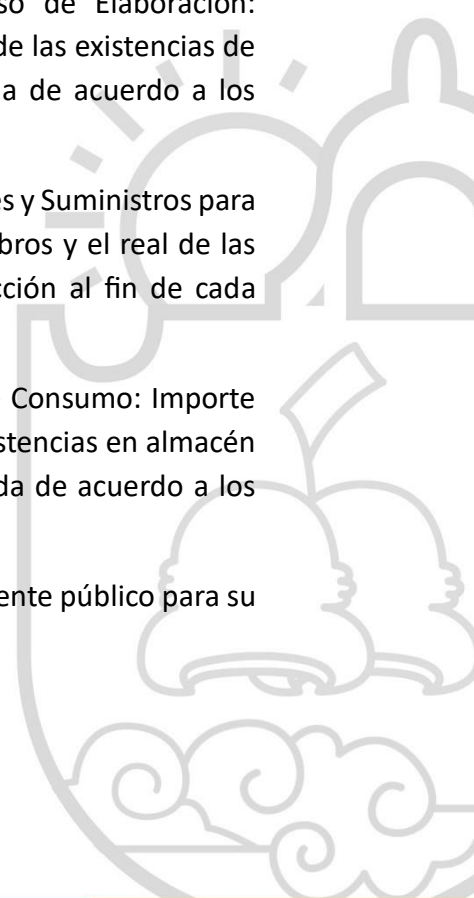 so de Elaboración:
de las existencias de
a de acuerdo a los
s y Suministros para
bros y el real de las
cción al fin de cada
Consumo: Importe
stencias en almacén
da de acuerdo a los
ente público para su